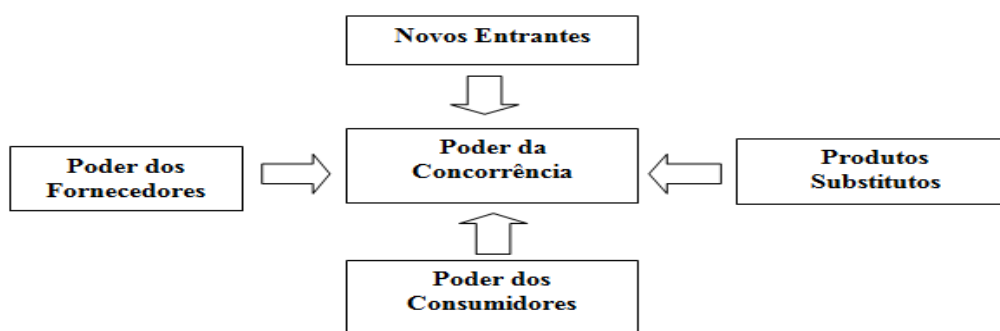 Novos Entrantes
Poder dos
Fornecedores
Poder da
Concorrência
Produtos
Substitutos
Poder dos
Consumidores